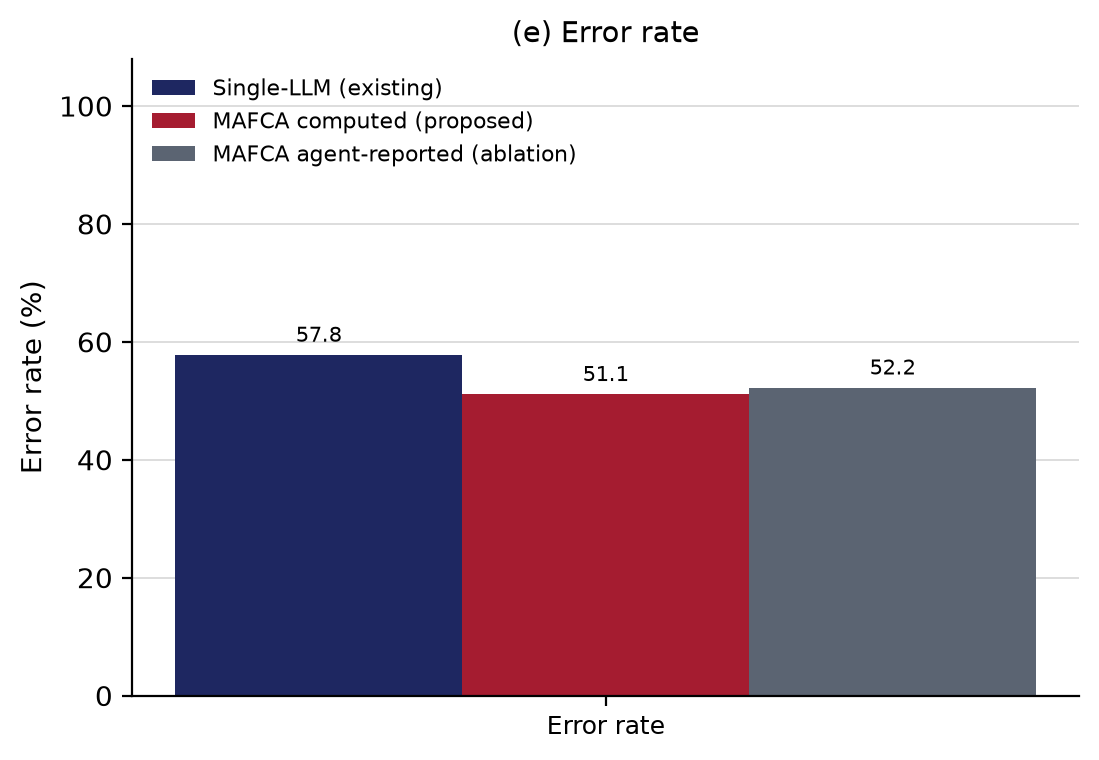 (e) Error rate
Single-LLM (existing)
MAFCA computed (proposed)
MAFCA agent-reported (ablation)
Error rate (%)
100
80
60
40
20
0
57.8
51.1
52.2
Error rate